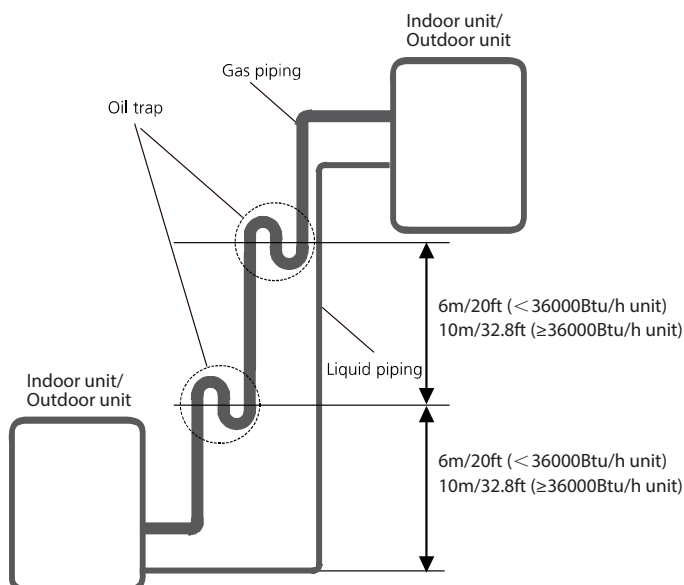 Indoor unit/
Outdoor unit
Gas piping
Oil trap
6m/20ft (＜36000Btu/h unit)
10m/32.8ft (≥36000Btu/h unit)
Liquid piping
Indoor unit/
Outdoor unit
6m/20ft (＜36000Btu/h unit)
10m/32.8ft (≥36000Btu/h unit)